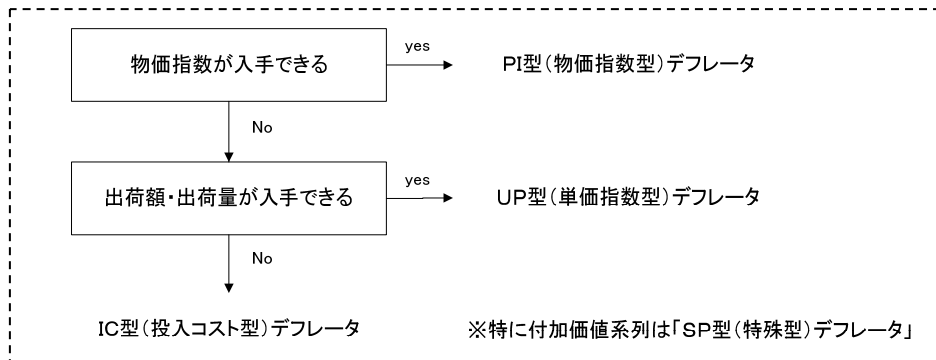 物価指数が入手できる
yes
PI型(物価指数型)デフレータ
No
出荷額・出荷量が入手できる
yes
UP型(単価指数型)デフレータ
No
IC型(投入コスト型)デフレータ
※特に付加価値系列は「SP型(特殊型)デフレータ」